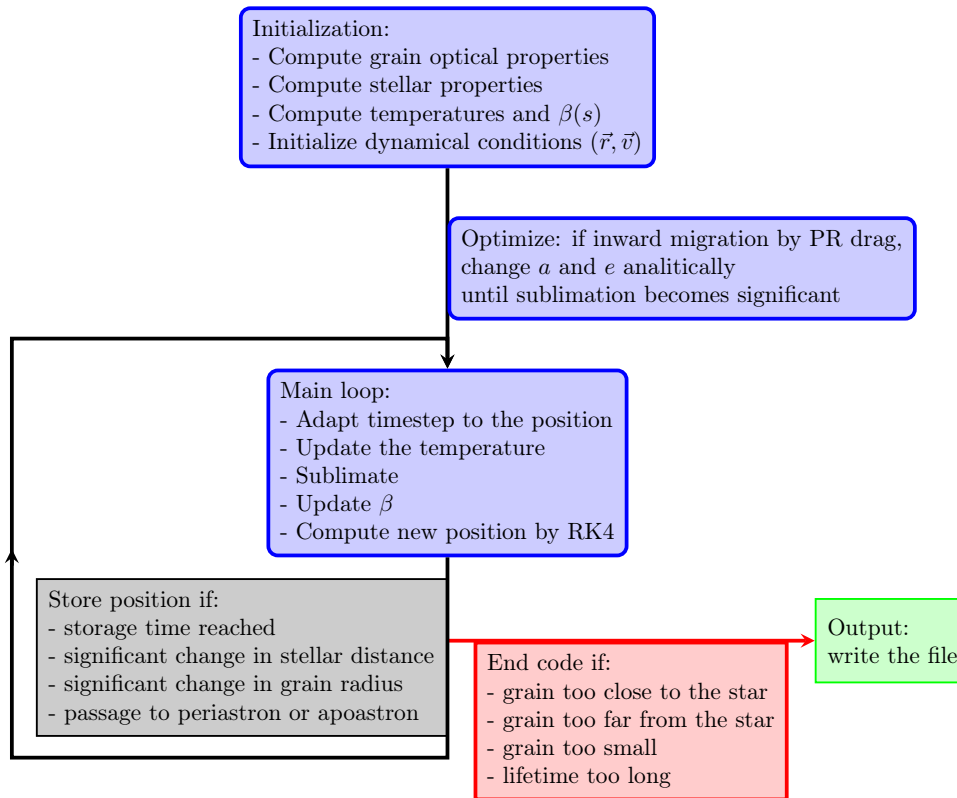 Initialization:
- Compute grain optical properties
- Compute stellar properties
- Compute temperatures and β(s)
- Initialize dynamical conditions (r⃗, v⃗)
Optimize: if inward migration by PR drag,
change a and e analitically
until sublimation becomes significant
Main loop:
- Adapt timestep to the position
- Update the temperature
- Sublimate
- Update β
- Compute new position by RK4
Store position if:
- storage time reached
- significant change in stellar distance
- significant change in grain radius
- passage to periastron or apoastron
End code if:
- grain too close to the star
- grain too far from the star
- grain too small
- lifetime too long
Output:
write the file